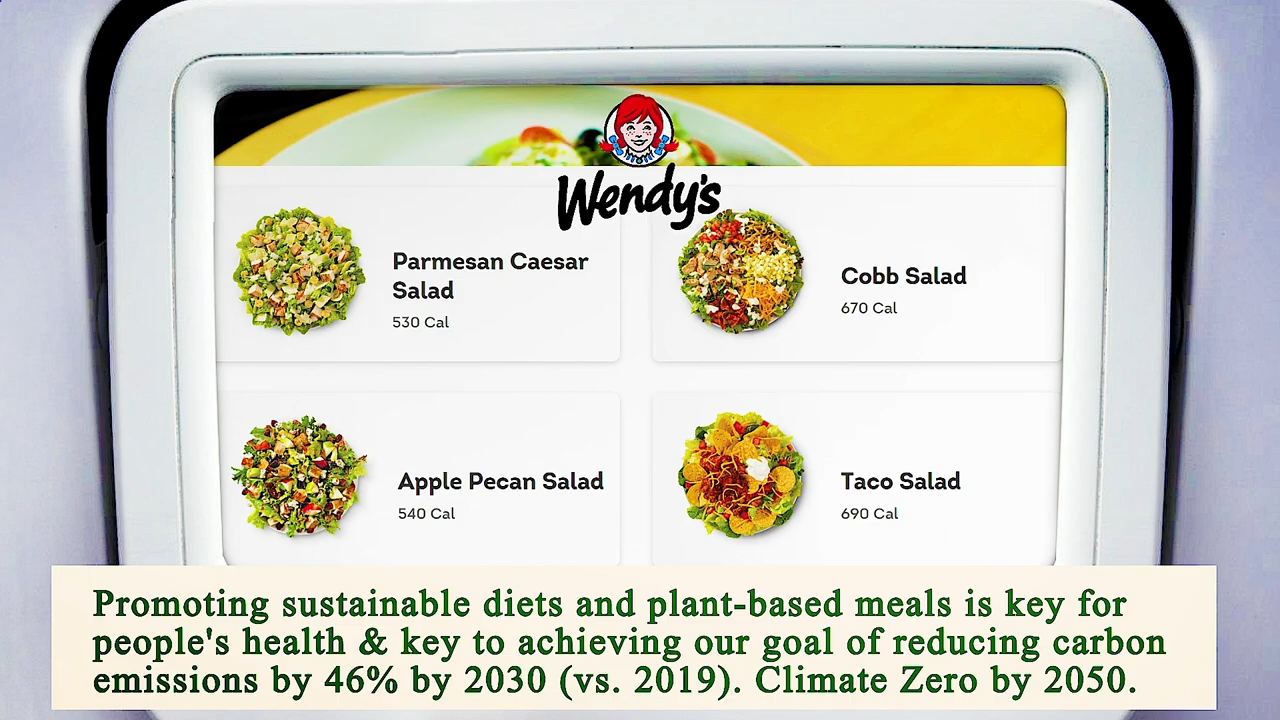 Wendy's
Parmesan Caesar
Salad
530 Cal
Cobb Salad
670 Cal
Apple Pecan Salad
540 Cal
Taco Salad
690 Cal
Promoting sustainable diets and plant-based meals is key for
people's health & key to achieving our goal of reducing carbon
emissions by 46% by 2030 (vs. 2019). Climate Zero by 2050.